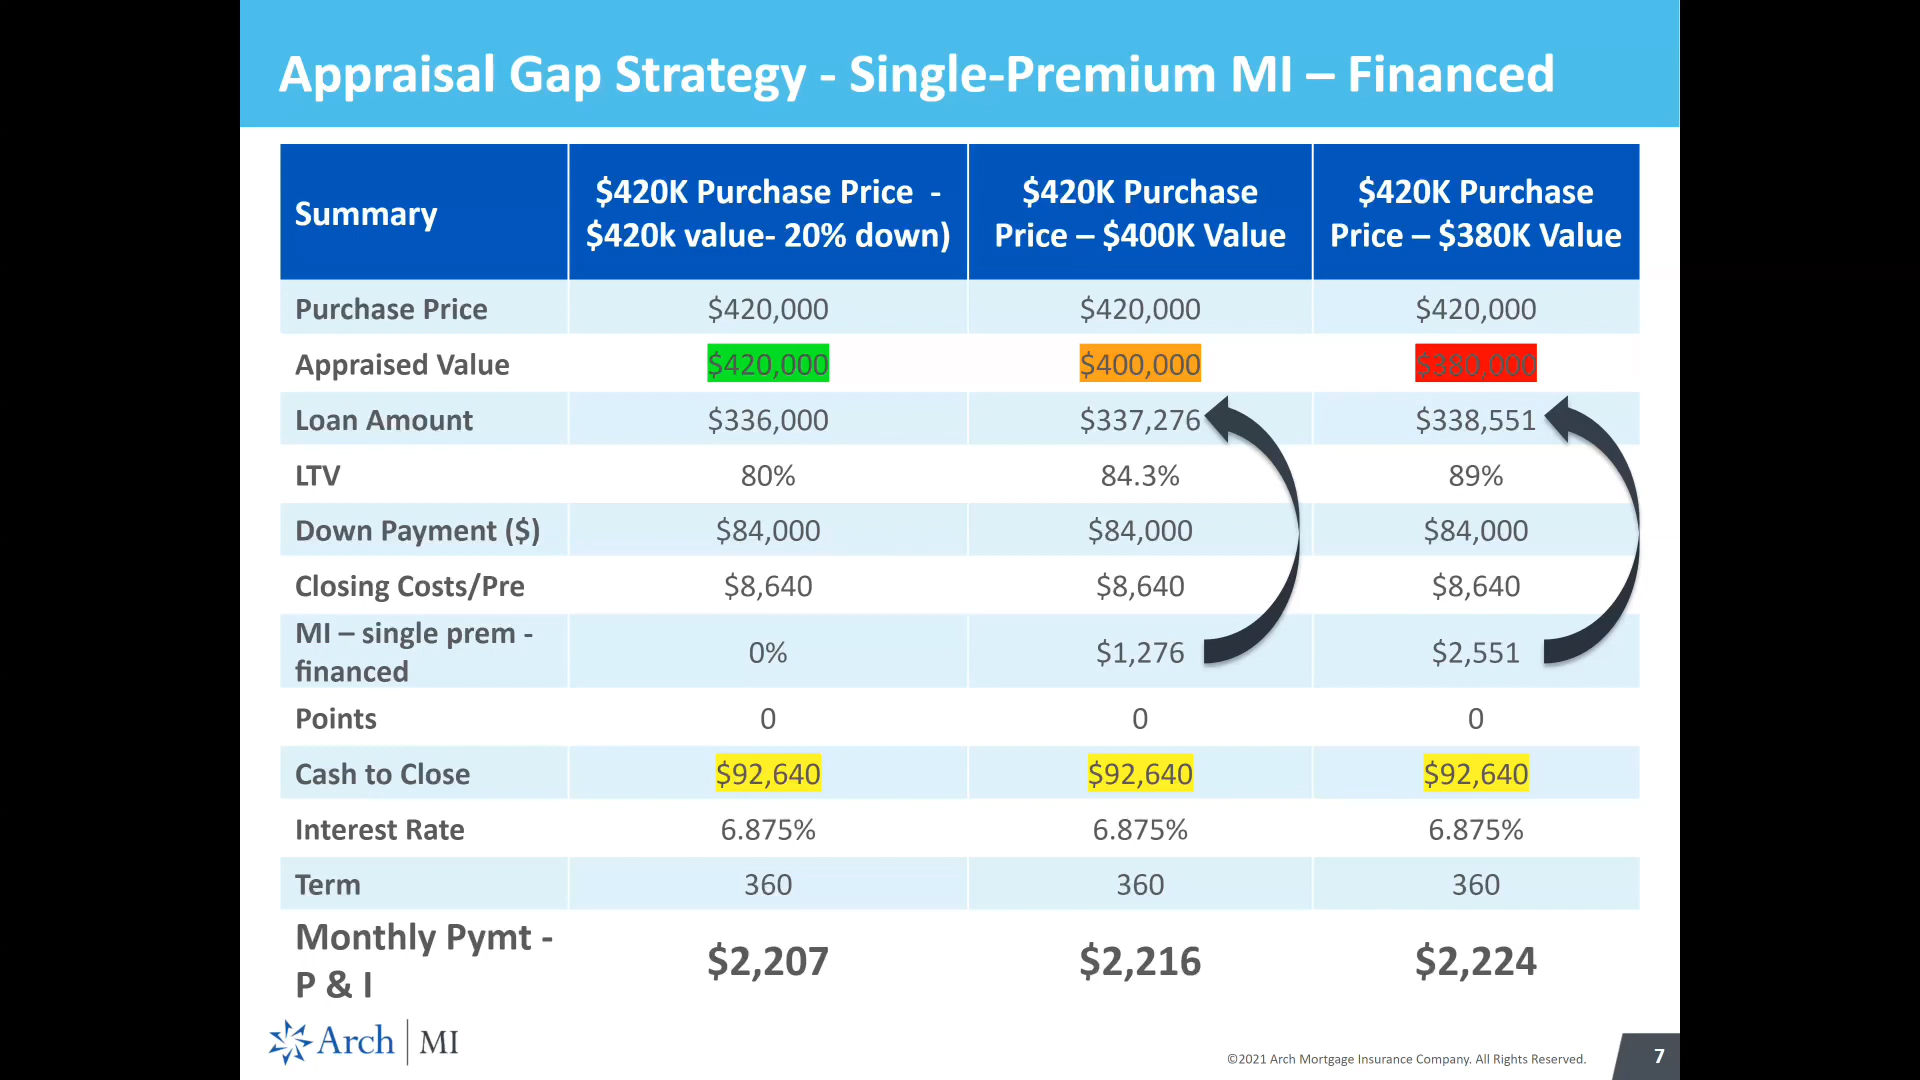 Appraisal Gap Strategy - Single-Premium MI – Financed
Summary
$420K Purchase Price -
$420k value- 20% down)
$420K Purchase
Price – $400K Value
$420K Purchase
Price – $380K Value
Purchase Price $420,000 $420,000 $420,000
Appraised Value $420,000 $400,000 $380,000
Loan Amount $336,000 $337,276 $338,551
LTV 80% 84.3% 89%
Down Payment ($) $84,000 $84,000 $84,000
Closing Costs/Pre $8,640 $8,640 $8,640
MI – single prem -
financed
0% $1,276 $2,551
Points 0 0 0
Cash to Close $92,640 $92,640 $92,640
Interest Rate 6.875% 6.875% 6.875%
Term 360 360 360
Monthly Pymt -
P & I
$2,207 $2,216 $2,224
Arch | MI
©2021 Arch Mortgage Insurance Company. All Rights Reserved.
7